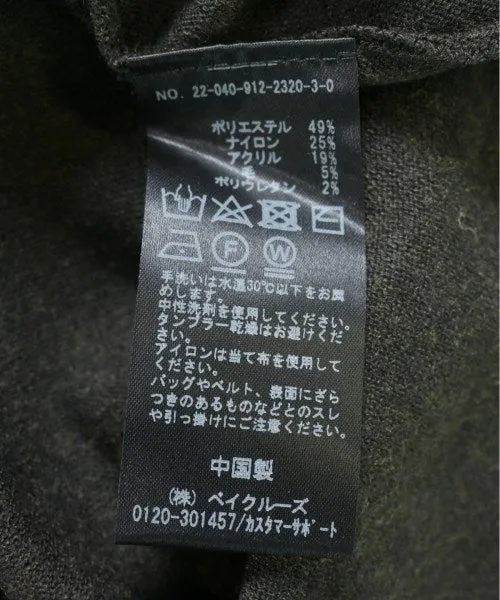 NO. 22-040-912-2320-3-0
ポリエステル 49%
ナイロン 25%
アクリル 19%
毛 5%
ポリウレタン 2%
F W
手洗いは水温30℃以下をお薦
めします。
中性洗剤を使用してください。
タンブラー乾燥はお避けくだ
さい。
アイロンは当て布を使用して
ください。
バッグやベルト、表面にざら
つきのあるものなどとのスレ
や引っ掛けにご注意ください。
中国製
(株) ベイクルーズ
0120-301457/カスタマーサポート